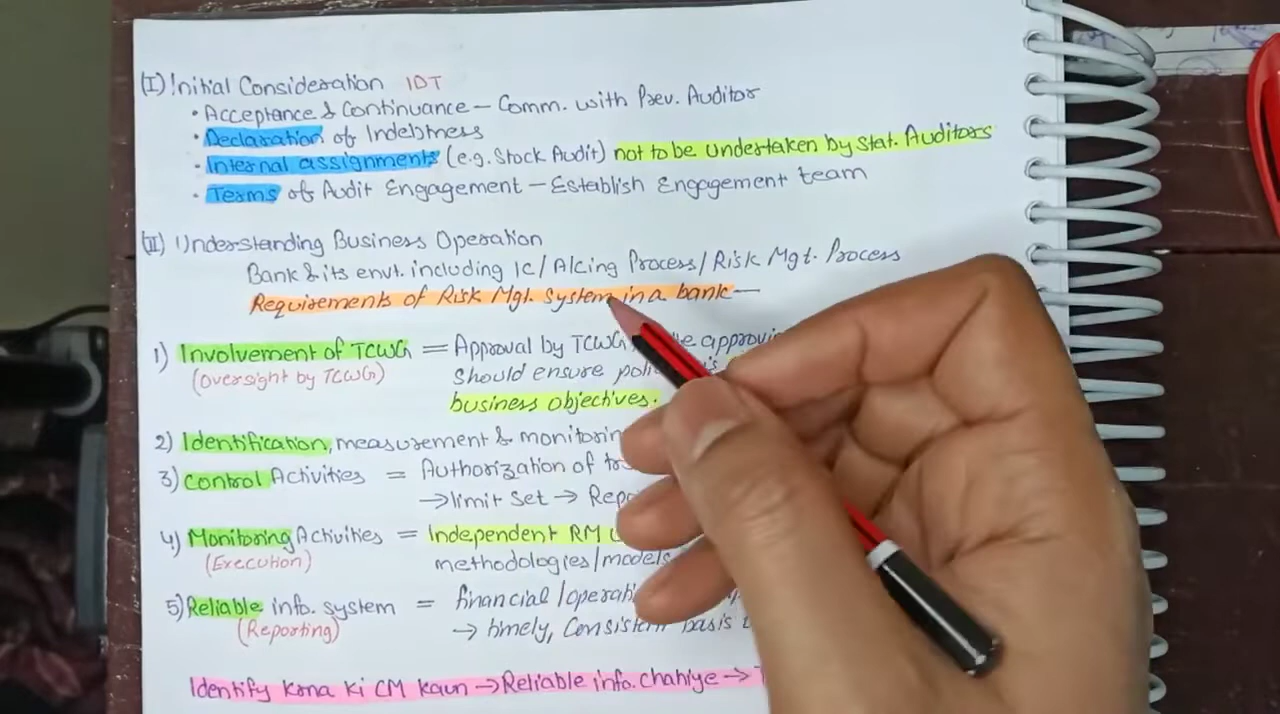 (I) Initial Consideration IDT
• Acceptance & Continuance – Comm. with Prev. Auditor
• Declaration of Indebtness
• Internal assignments (e.g. Stock Audit) not to be undertaken by stat. Auditors
• Terms of Audit Engagement – Establish Engagement team
(II) Understanding Business Operation
Bank & its envt. including IC/ A/cing Process/ Risk Mgt. Process
Requirements of Risk Mgt. System in a bank –
1) Involvement of TCWG = Approval by TCWG
(Oversight by TCWG) should ensure
business objectives.
2) Identification, measurement &
3) Control Activities = Authorization of
→ limit set →
4) Monitoring Activities = Independent RM
(Execution) methodologies/models
5) Reliable info. system = financial /
(Reporting) → timely, basis
Identify krna ki CM kaun → Reliable info. chahiye →